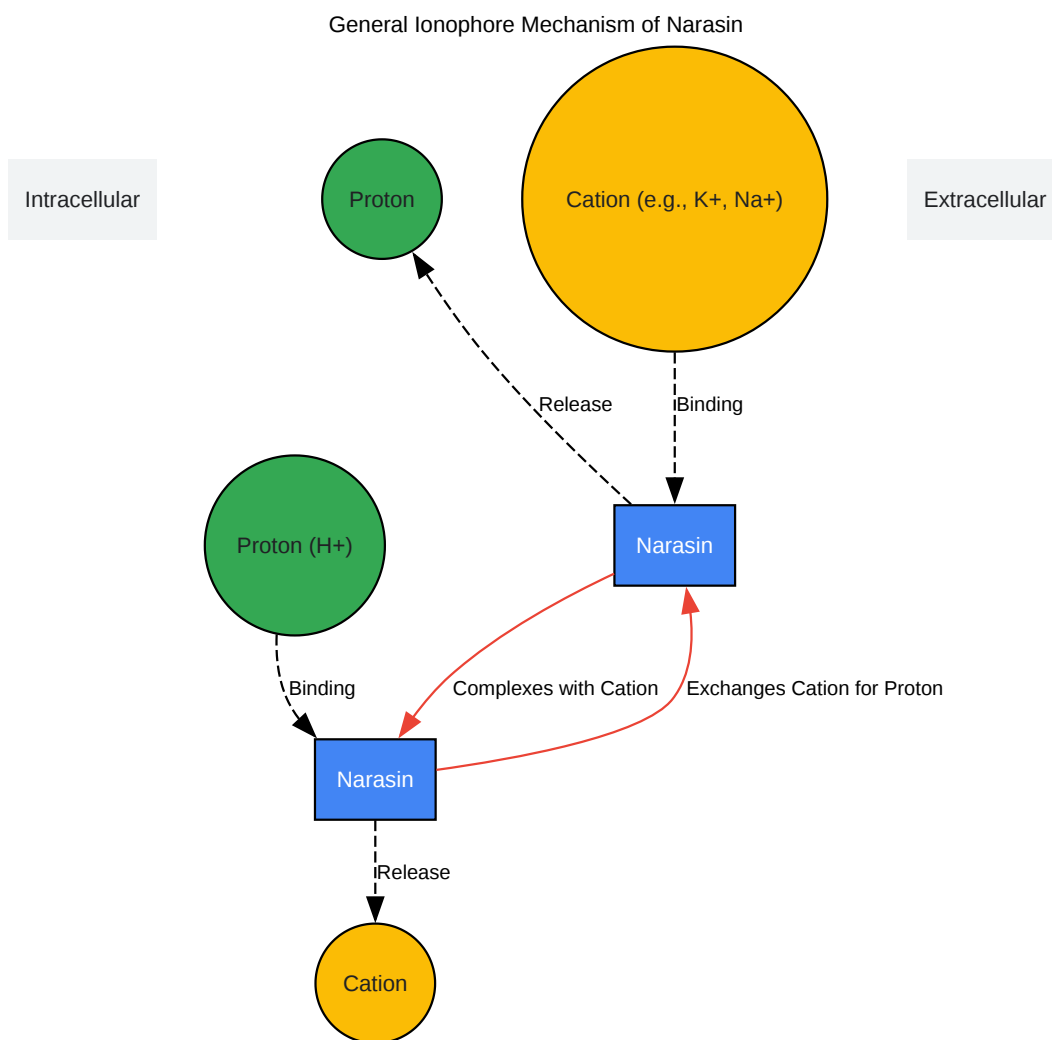 General Ionophore Mechanism of Narasin
Intracellular
Proton
Cation (e.g., K+, Na+)
Extracellular
Release
Binding
Proton (H+)
Narasin
Binding
Complexes with Cation
Exchanges Cation for Proton
Narasin
Release
Cation